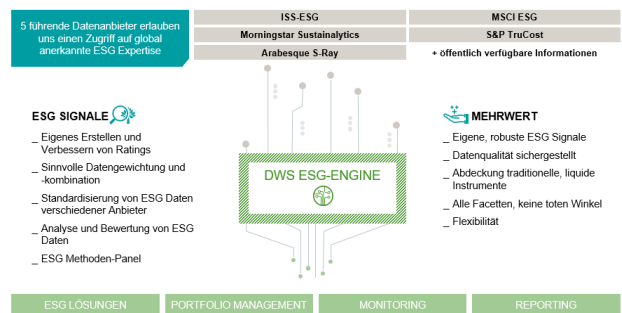 5 führende Datenanbieter erlauben
uns einen Zugriff auf global
anerkannte ESG Expertise
ISS-ESG
MSCI ESG
Morningstar Sustainalytics
S&P TruCost
Arabesque S-Ray
+ öffentlich verfügbare Informationen
ESG SIGNALE
_ Eigenes Erstellen und
Verbessern von Ratings
_ Sinnvolle Datengewichtung und
-kombination
_ Standardisierung von ESG Daten
verschiedener Anbieter
_ Analyse und Bewertung von ESG
Daten
_ ESG Methoden-Panel
DWS ESG-ENGINE
MEHRWERT
_ Eigene, robuste ESG Signale
_ Datenqualität sichergestellt
_ Abdeckung traditionelle, liquide
Instrumente
_ Alle Facetten, keine toten Winkel
_ Flexibilität
ESG LÖSUNGEN
PORTFOLIO MANAGEMENT
MONITORING
REPORTING